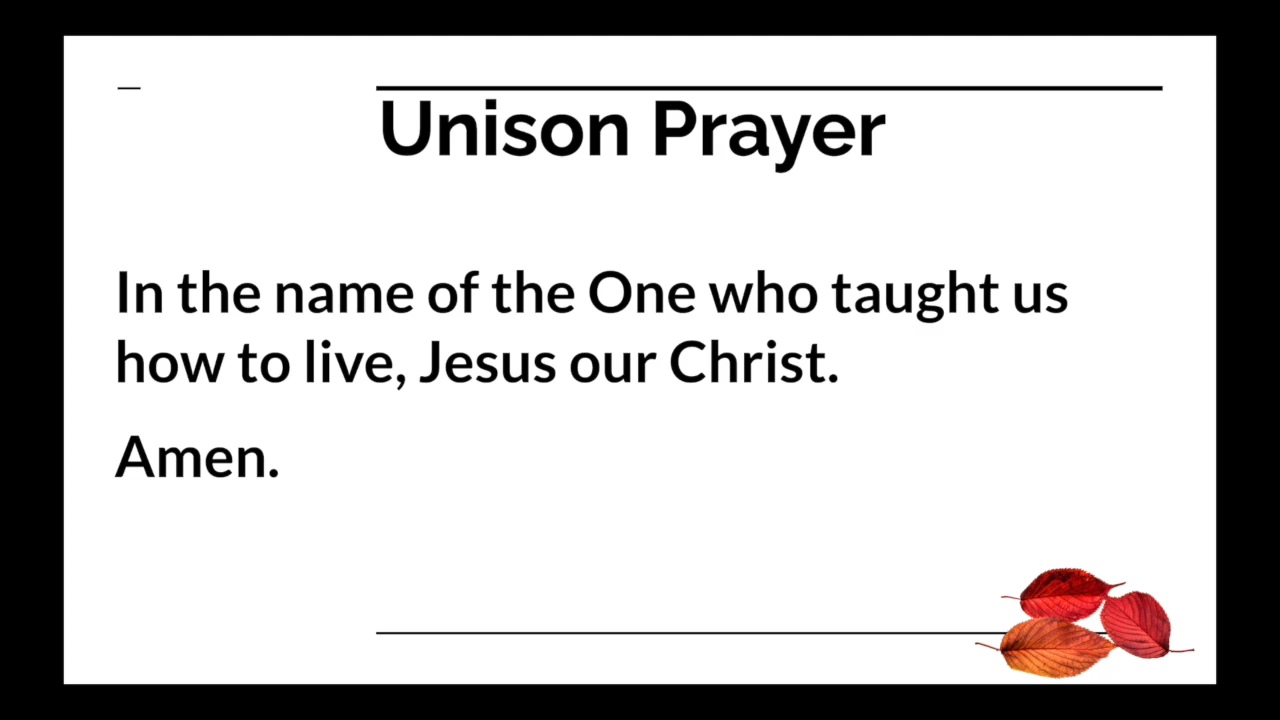 Unison Prayer
In the name of the One who taught us
how to live, Jesus our Christ.
Amen.